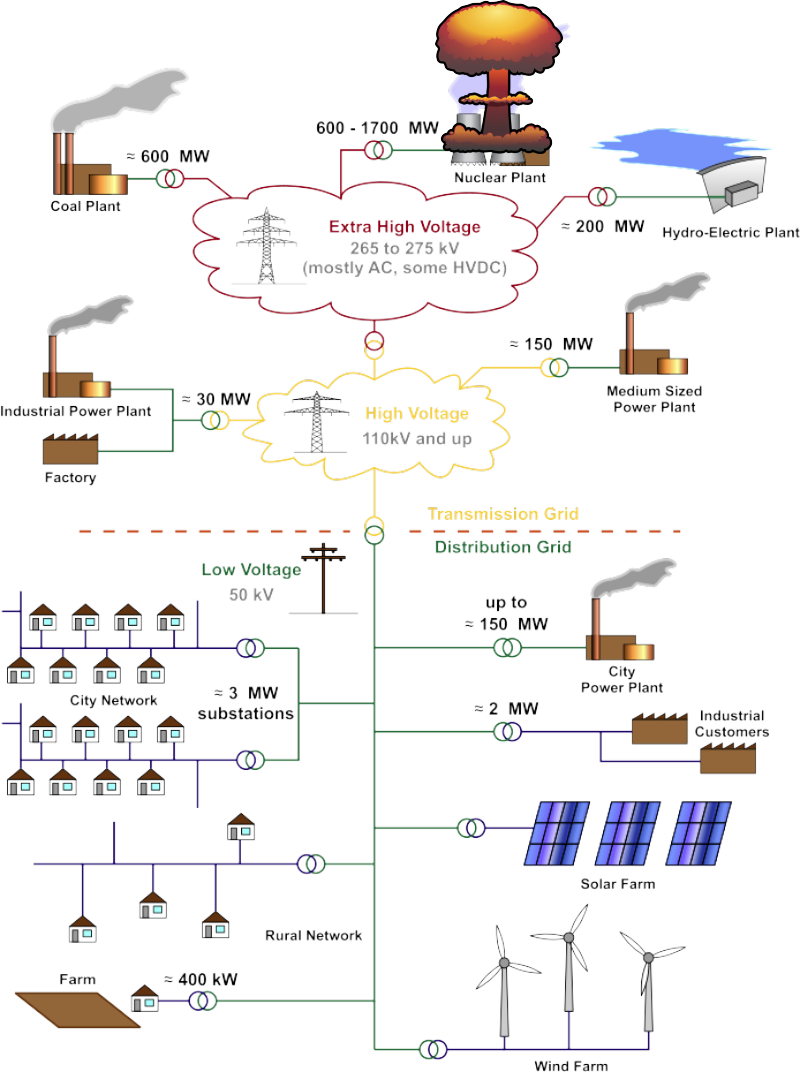 600 - 1700 MW
≈ 600 MW
Nuclear Plant
Coal Plant
Extra High Voltage
265 to 275 kV
(mostly AC, some HVDC)
≈ 200 MW
Hydro-Electric Plant
≈ 150 MW
Medium Sized
Power Plant
≈ 30 MW
Industrial Power Plant
Factory
High Voltage
110kV and up
Transmission Grid
Distribution Grid
Low Voltage
50 kV
up to
≈ 150 MW
City
Power Plant
City Network
≈ 3 MW
substations
≈ 2 MW
Industrial
Customers
Solar Farm
Rural Network
Farm
≈ 400 kW
Wind Farm